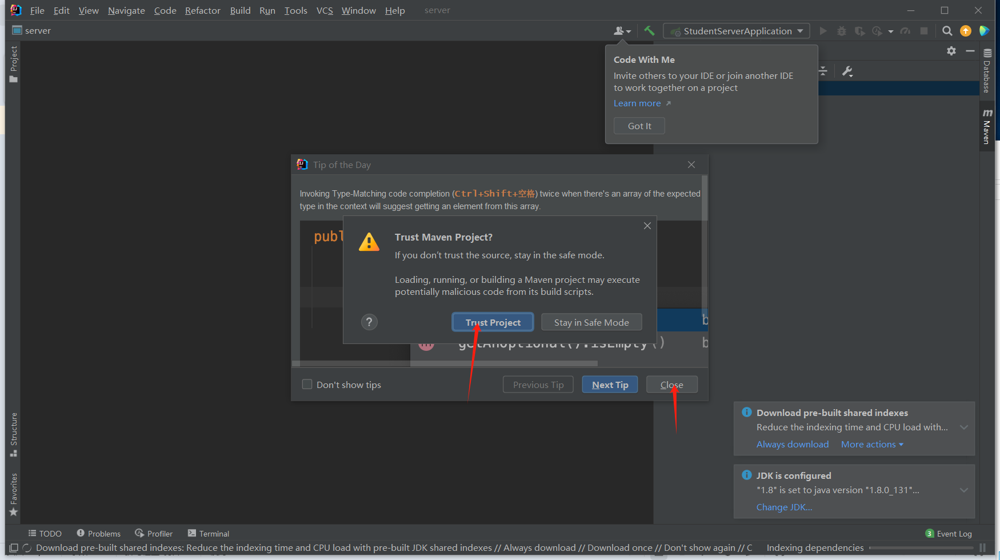 File Edit View Navigate Code Refactor Build Run Tools VCS Window Help server
server
StudentServerApplication
Project
Code With Me
Invite others to your IDE or join another IDE
to work together on a project
Learn more
Got It
Database
Maven
Tip of the Day
Invoking Type-Matching code completion (Ctrl+Shift+空格) twice when there's an array of the expected
type in the context will suggest getting an element from this array.
publ
Trust Maven Project?
If you don’t trust the source, stay in the safe mode.
Loading, running, or building a Maven project may execute
potentially malicious code from its build scripts.
?
Trust Project
Stay in Safe Mode
b
getAnOptional().isEmpty() b
Don't show tips
Previous Tip
Next Tip
Close
Structure
Favorites
Download pre-built shared indexes
Reduce the indexing time and CPU load with...
Always download More actions
JDK is configured
"1.8" is set to java version "1.8.0_131"...
Change JDK...
TODO Problems Profiler Terminal
3 Event Log
Download pre-built shared indexes: Reduce the indexing time and CPU load with pre-built JDK shared indexes // Always download // Download once // Don't show again // C
Indexing dependencies